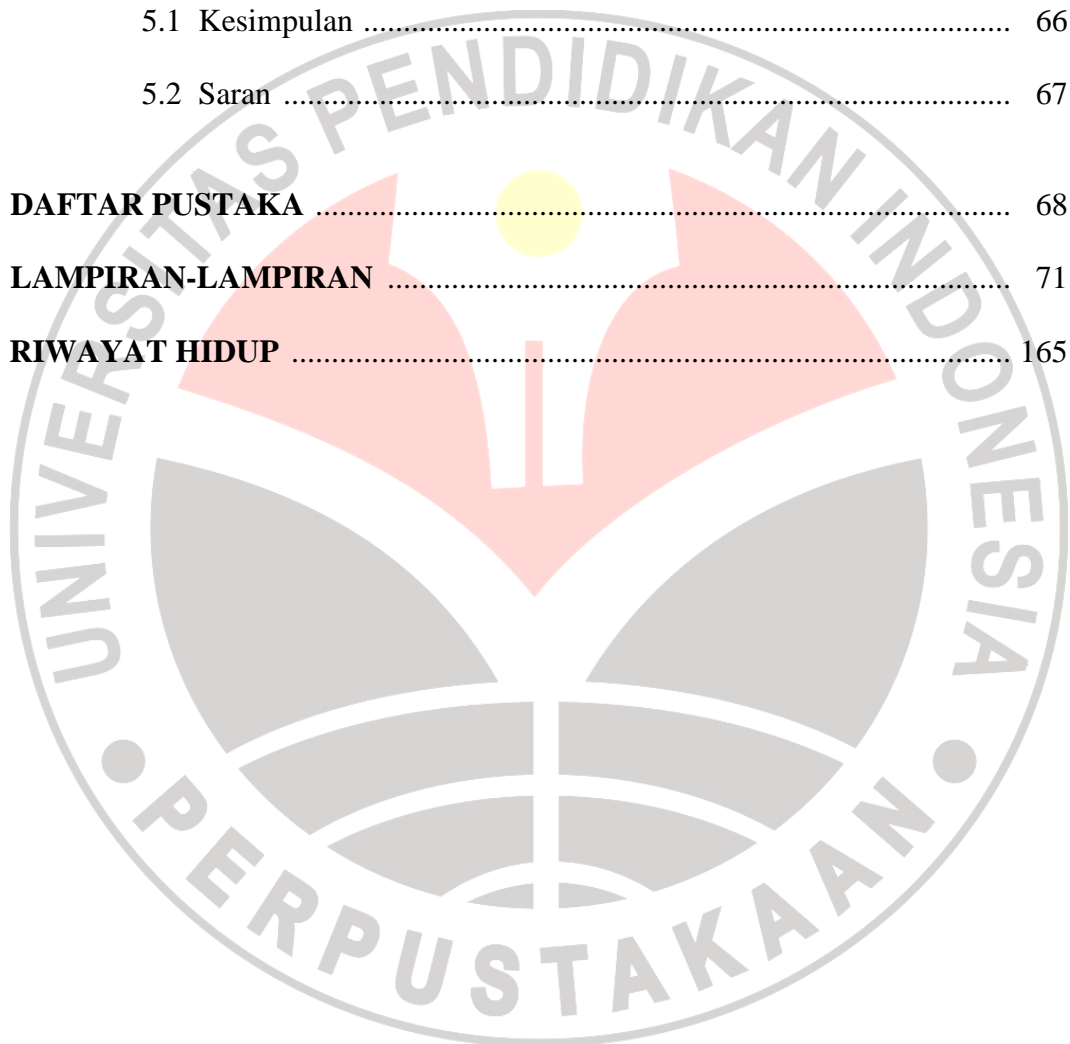 5.1 Kesimpulan ........................................................................... 66
5.2 Saran ..................................................................................... 67
DAFTAR PUSTAKA .................................................................................. 68
LAMPIRAN-LAMPIRAN ......................................................................... 71
RIWAYAT HIDUP ..................................................................................... 165
UNIVERSITAS PENDIDIKAN INDONESIA
PERPUSTAKAAN